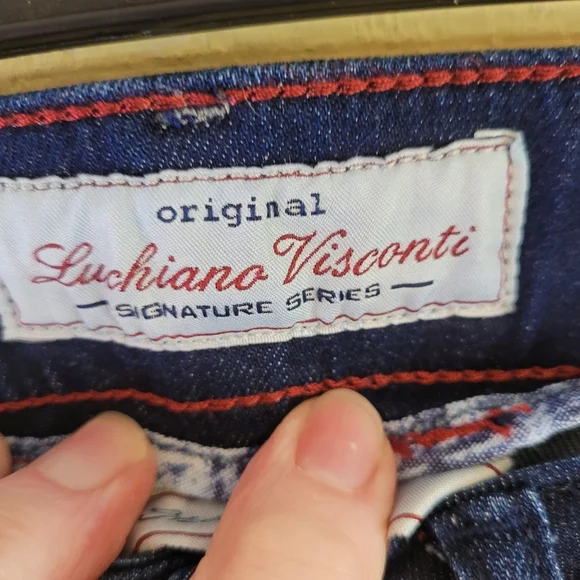 original
Luchiano Visconti
SIGNATURE SERIES